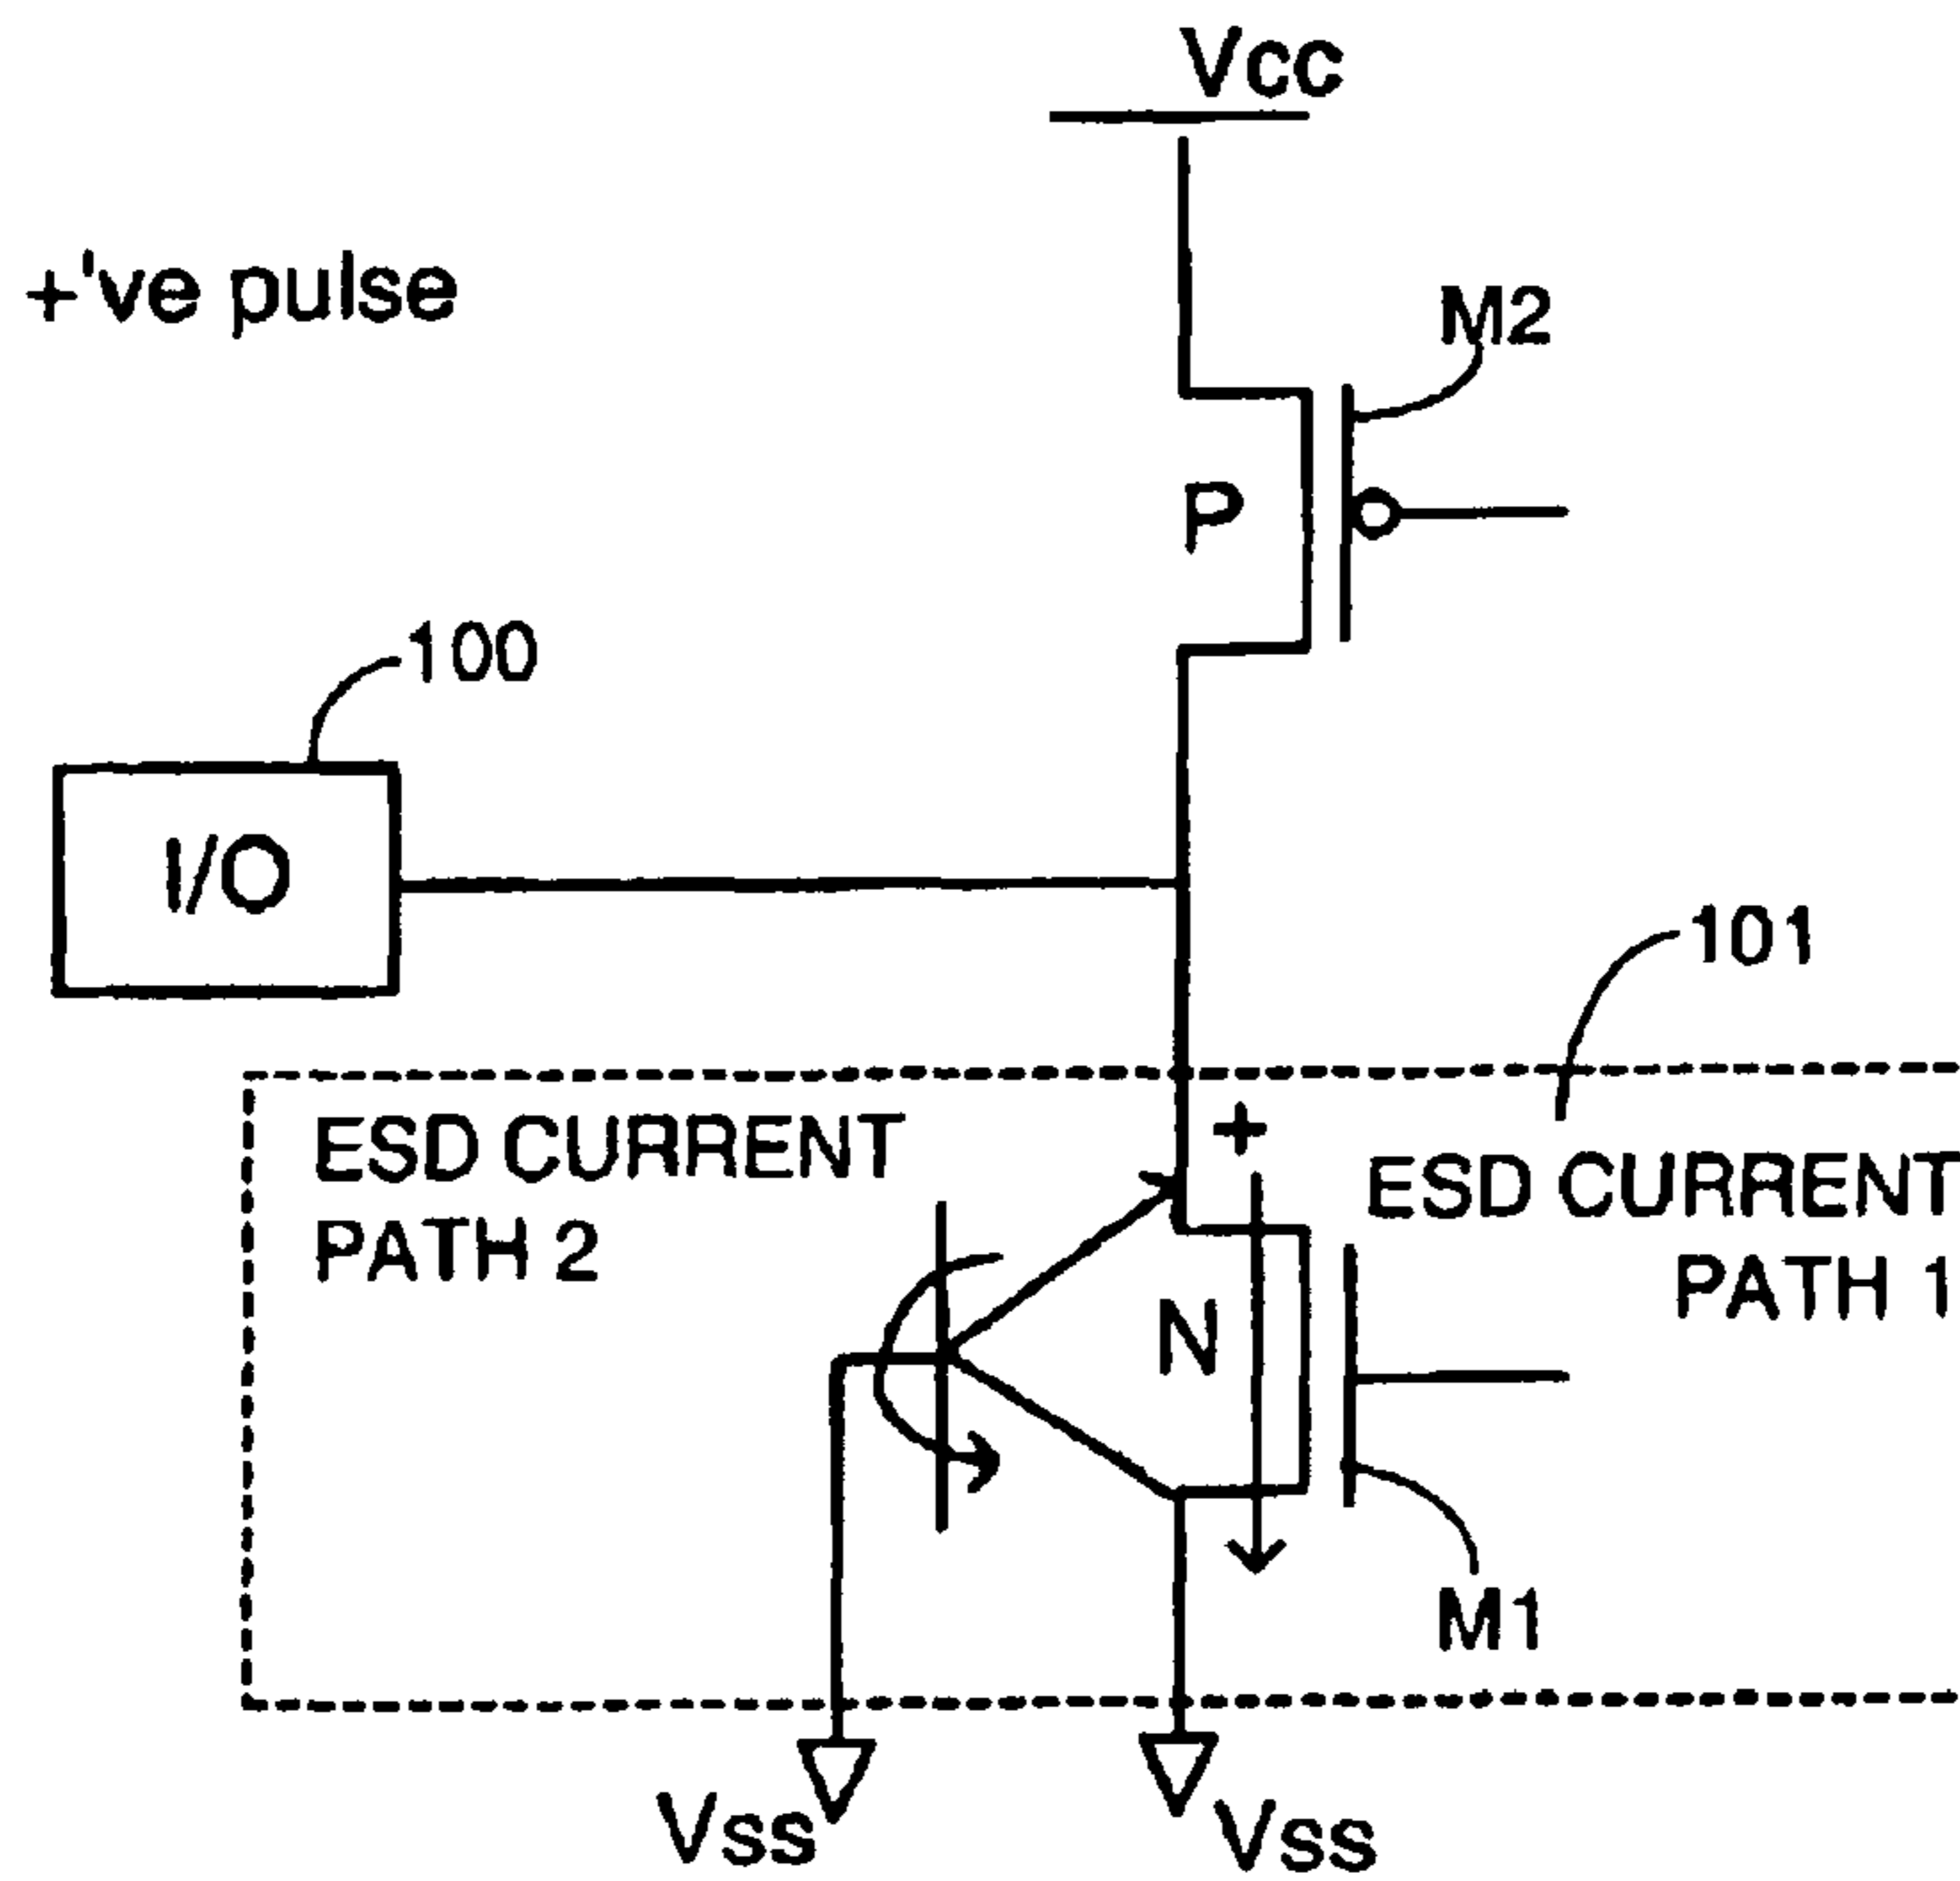 Vcc
+'ve pulse
M2
P
100
I/O
101
ESD CURRENT
PATH 2
+
ESD CURRENT
PATH 1
N
M1
Vss
Vss